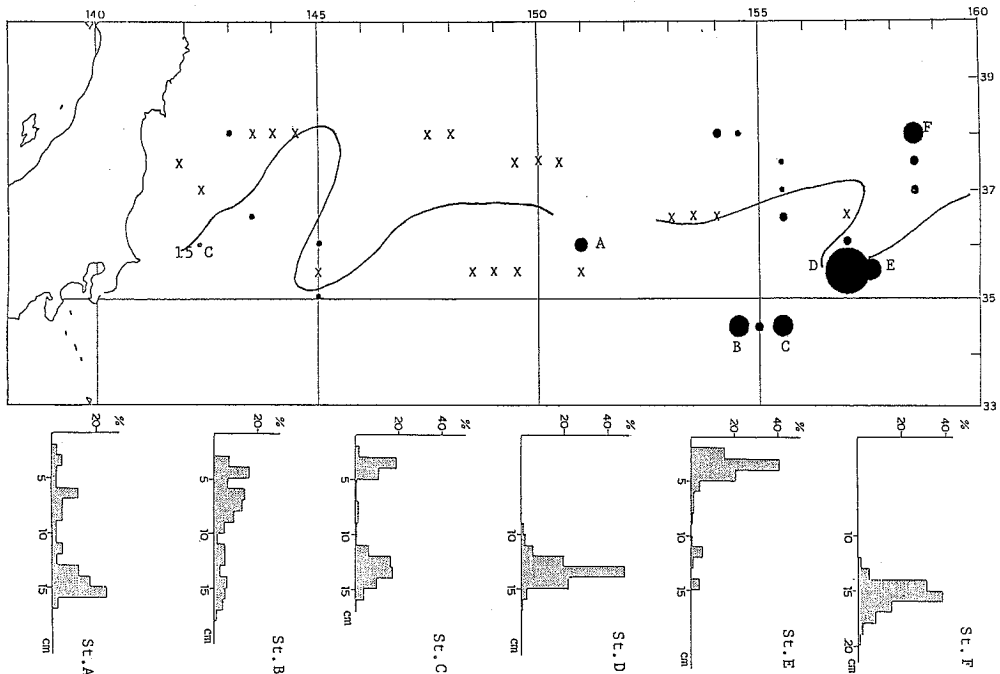 140 145 150 155 160
39
37
35
33
X X X X X X X X X X X X X X X X X X X
15°C
A
B
C
D
E
F
20 %
5
10
15
cm
St.A
20 %
5
10
15
cm
St.B
20 40 %
5
10
15
cm
St.C
20 40 %
10
15
cm
St.D
20 40 %
5
10
15
cm
St.E
20 40 %
10
15
20 cm
St.F